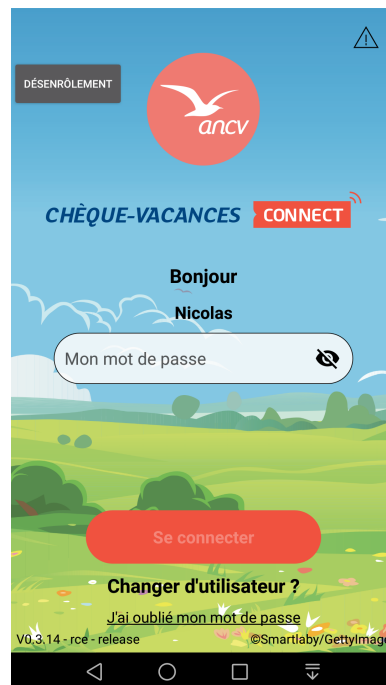 DÉSENRÔLEMENT
ancv
CHÈQUE-VACANCES CONNECT
Bonjour
Nicolas
Mon mot de passe
Se connecter
Changer d'utilisateur ?
J'ai oublié mon mot de passe
V0.3.14 - rce - release ©Smartlaby/GettyImage